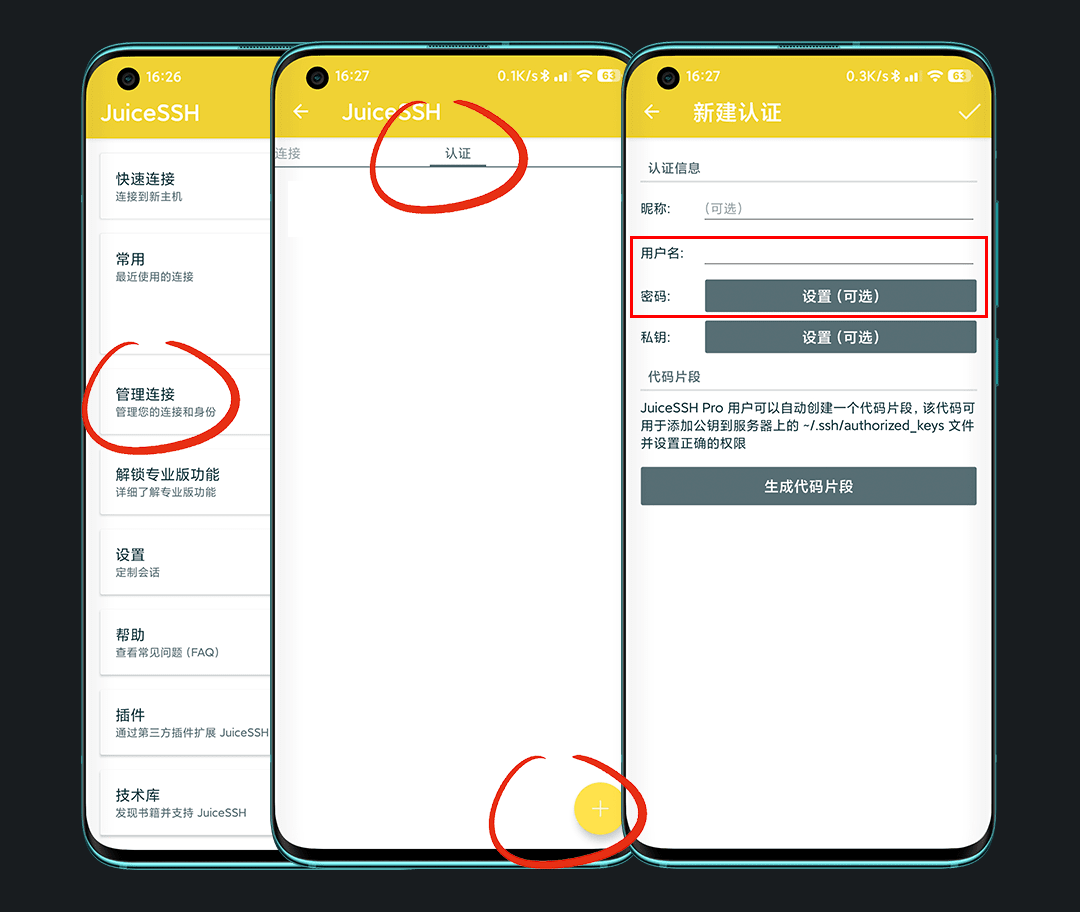 16:26
JuiceSSH
快速连接
连接到新主机
常用
最近使用的连接
管理连接
管理您的连接和身份
解锁专业版功能
详细了解专业版功能
设置
定制会话
帮助
查看常见问题 (FAQ)
插件
通过第三方插件扩展 JuiceSSH
技术库
发现书籍并支持 JuiceSSH
16:27 0.1K/s 63
JuiceSSH
连接 认证
16:27 0.3K/s 63
新建认证
认证信息
昵称: (可选)
用户名:
密码: 设置 (可选)
私钥: 设置 (可选)
代码片段
JuiceSSH Pro 用户可以自动创建一个代码片段, 该代码可
用于添加公钥到服务器上的 ~/.ssh/authorized_keys 文件
并设置正确的权限
生成代码片段